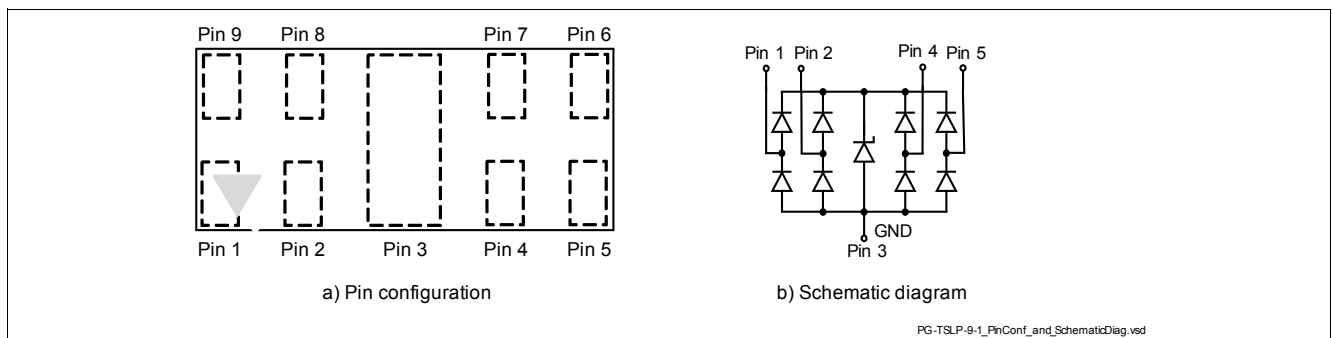 Pin 9 Pin 8 Pin 7 Pin 6
Pin 1 Pin 2 Pin 3 Pin 4 Pin 5
a) Pin configuration
Pin 1 Pin 2 Pin 4 Pin 5
GND
Pin 3
b) Schematic diagram
PG-TSLP-9-1_PinConf_and_SchematicDiag.vsd